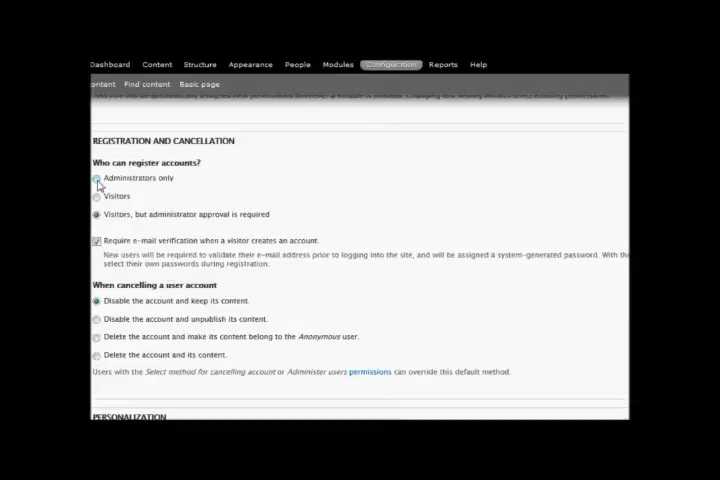 Dashboard Content Structure Appearance People Modules Configuration Reports Help
ontent Find content Basic page
REGISTRATION AND CANCELLATION
Who can register accounts?
Administrators only
Visitors
Visitors, but administrator approval is required
Require e-mail verification when a visitor creates an account.
New users will be required to validate their e-mail address prior to logging into the site, and will be assigned a system-generated password. With th
select their own passwords during registration.
When cancelling a user account
Disable the account and keep its content.
Disable the account and unpublish its content.
Delete the account and make its content belong to the Anonymous user.
Delete the account and its content.
Users with the Select method for cancelling account or Administer users permissions can override this default method.
PERSONALIZATION